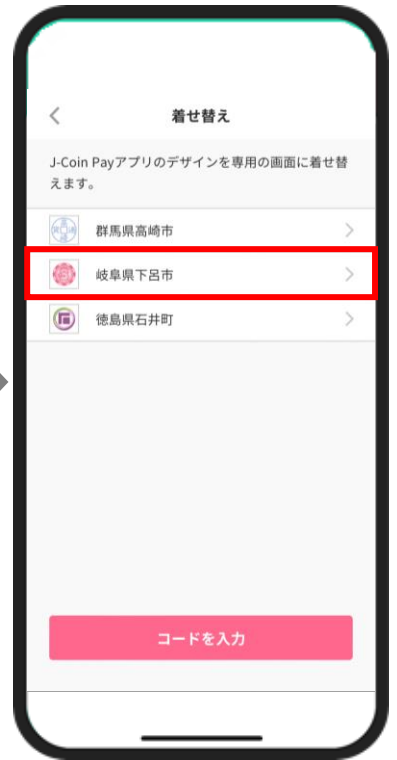 着せ替え
J-Coin Payアプリのデザインを専用の画面に着せ替
えます。
群馬県高崎市
岐阜県下呂市
徳島県石井町
コードを入力